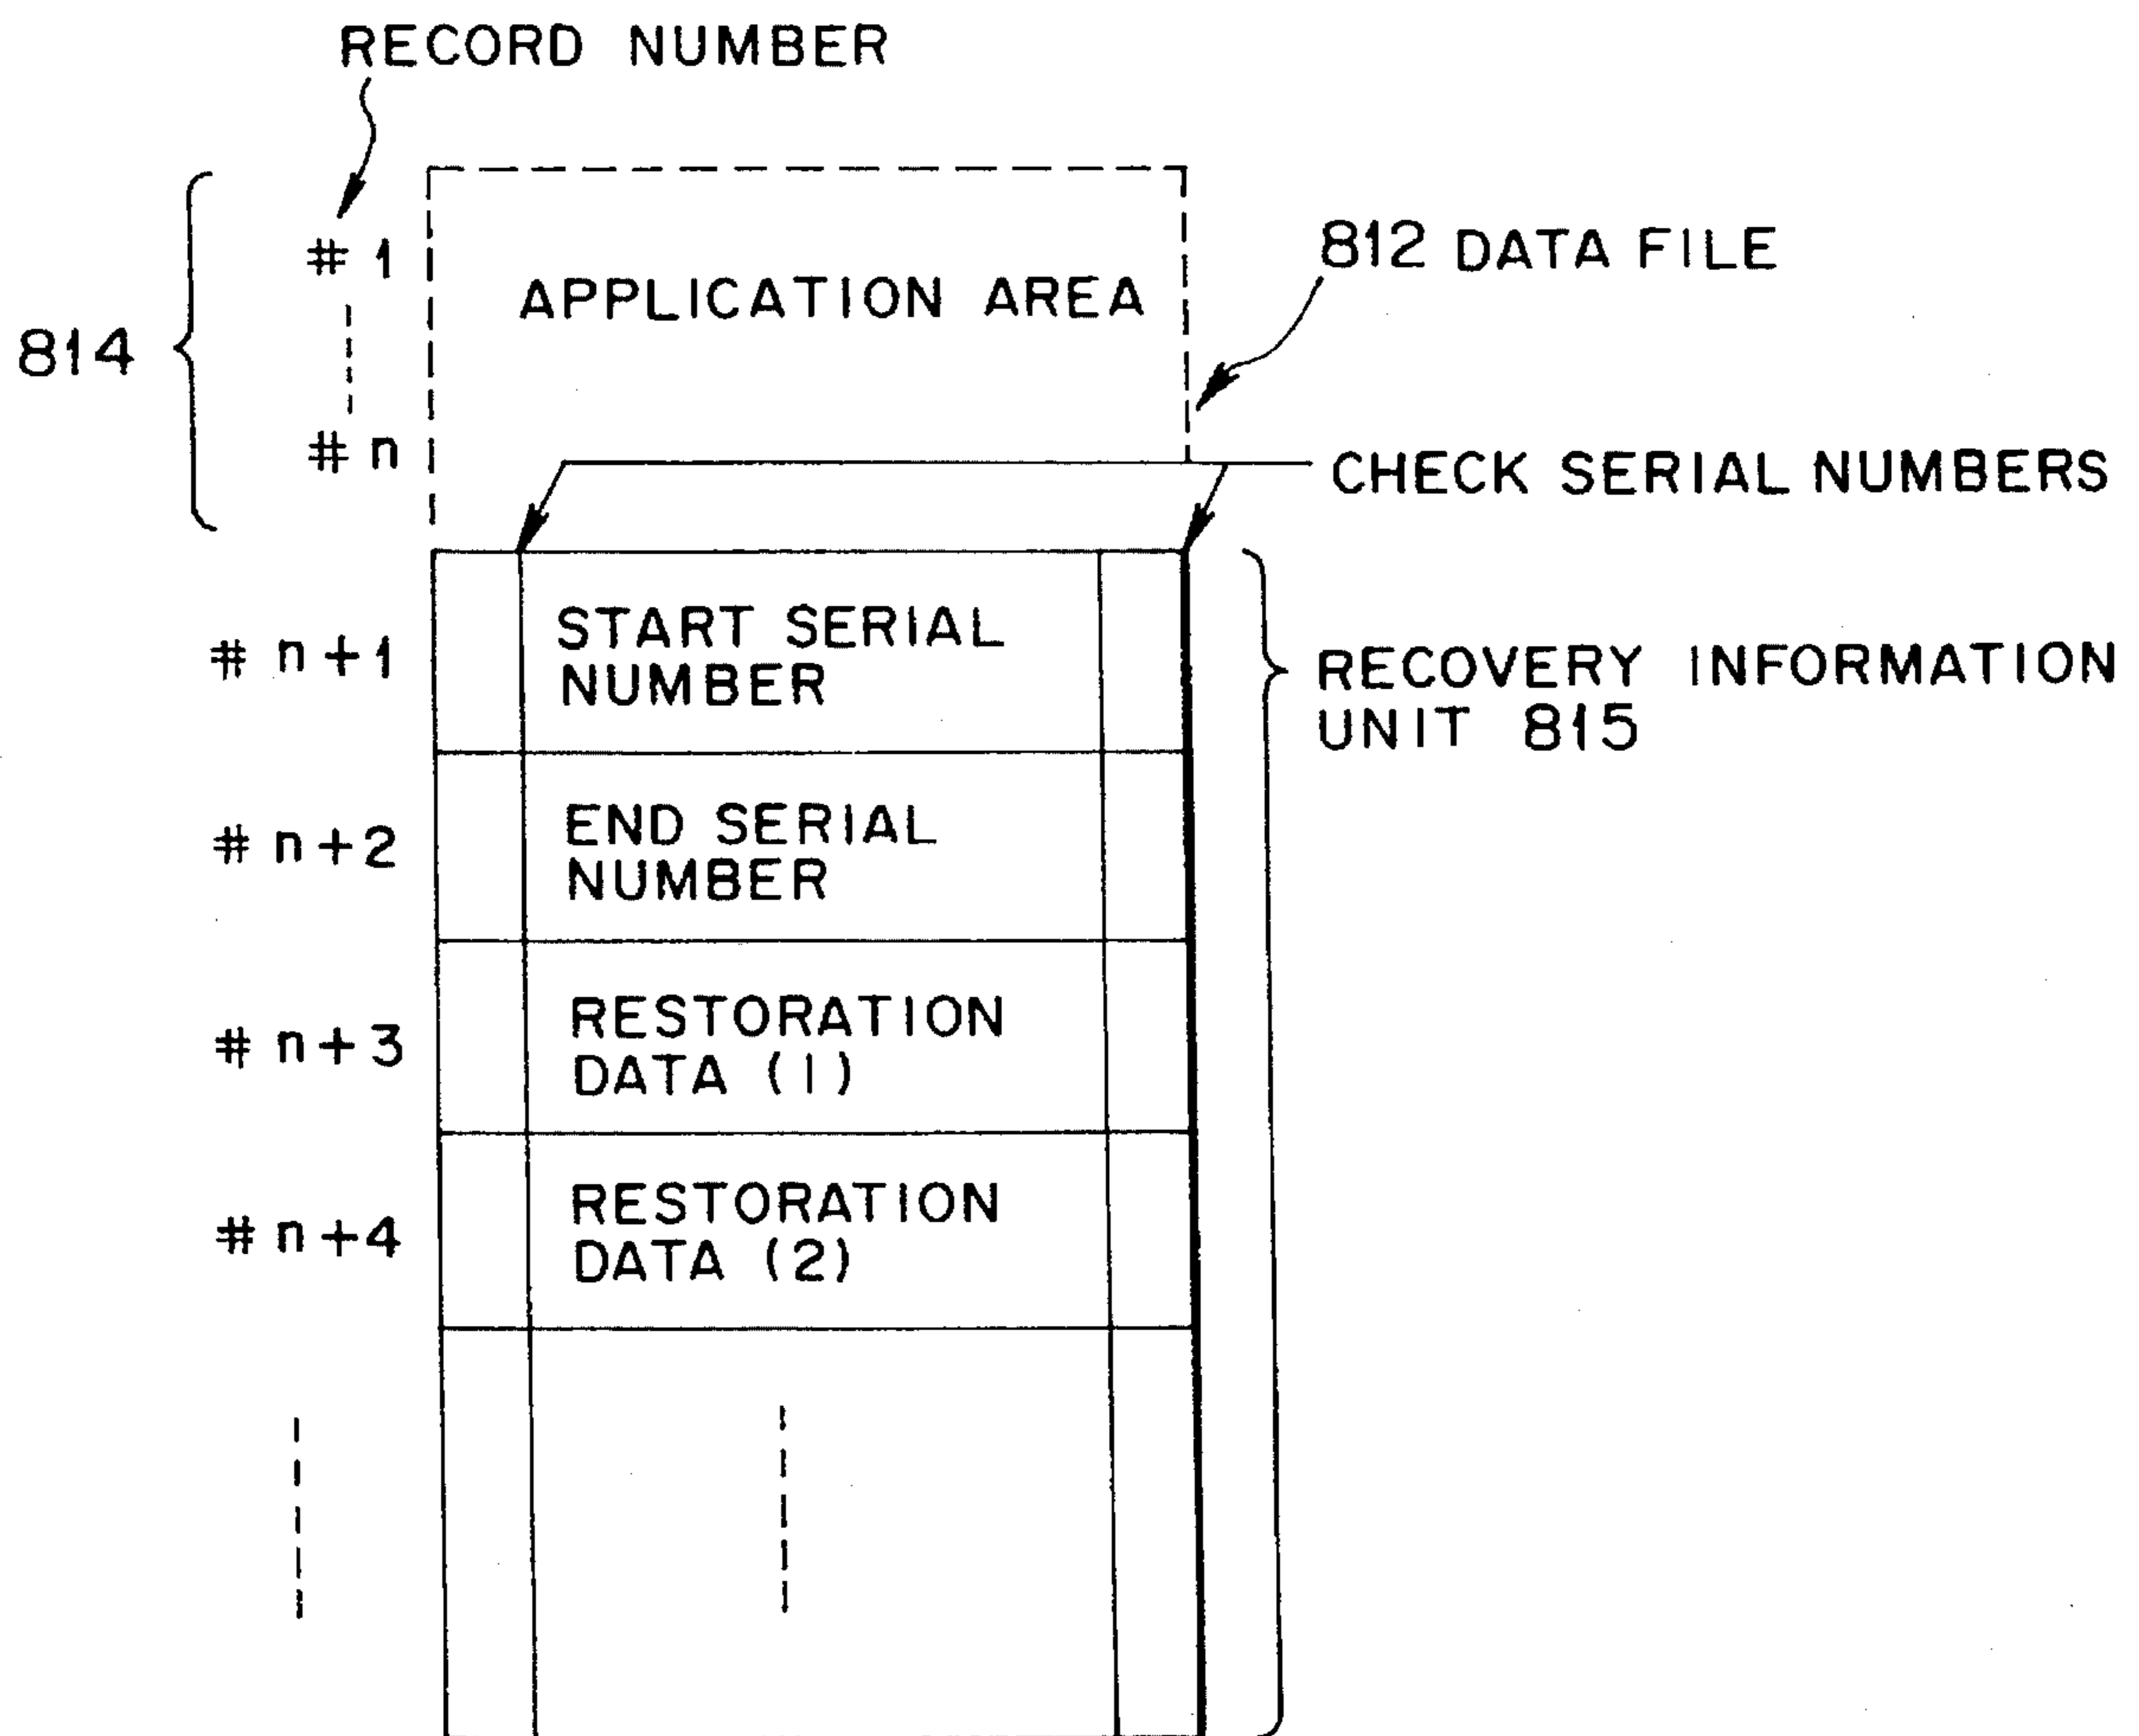 RECORD NUMBER
# 1
812 DATA FILE
APPLICATION AREA
814
# n
CHECK SERIAL NUMBERS
# n+1
START SERIAL
NUMBER
RECOVERY INFORMATION
UNIT 815
# n+2
END SERIAL
NUMBER
# n+3
RESTORATION
DATA (1)
# n+4
RESTORATION
DATA (2)